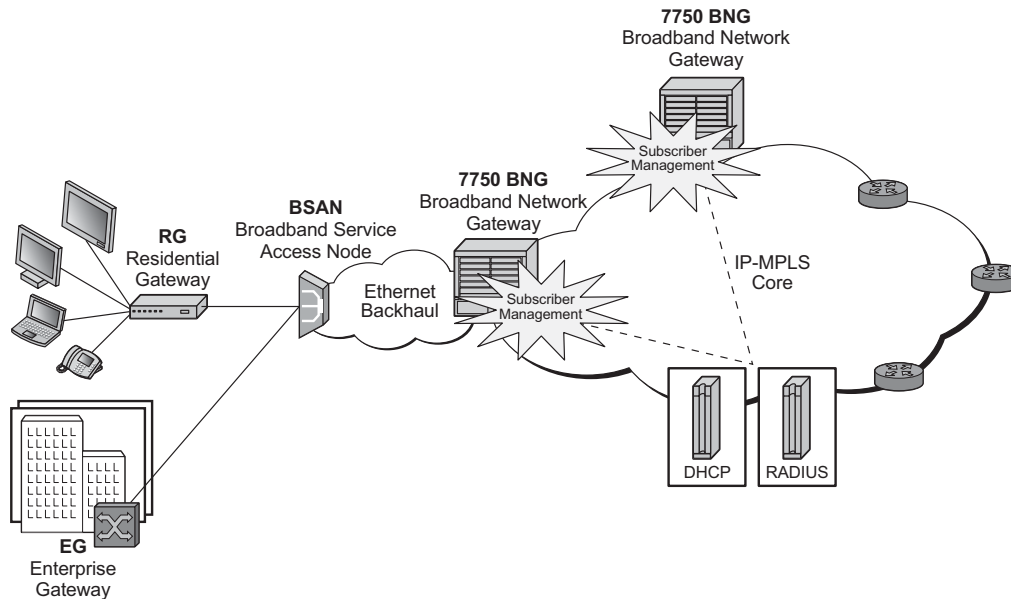 7750 BNG
Broadband Network
Gateway
Subscriber
Management
7750 BNG
Broadband Network
Gateway
BSAN
Broadband Service
Access Node
RG
Residential
Gateway
IP-MPLS
Core
Ethernet
Backhaul
Subscriber
Management
DHCP
RADIUS
EG
Enterprise
Gateway